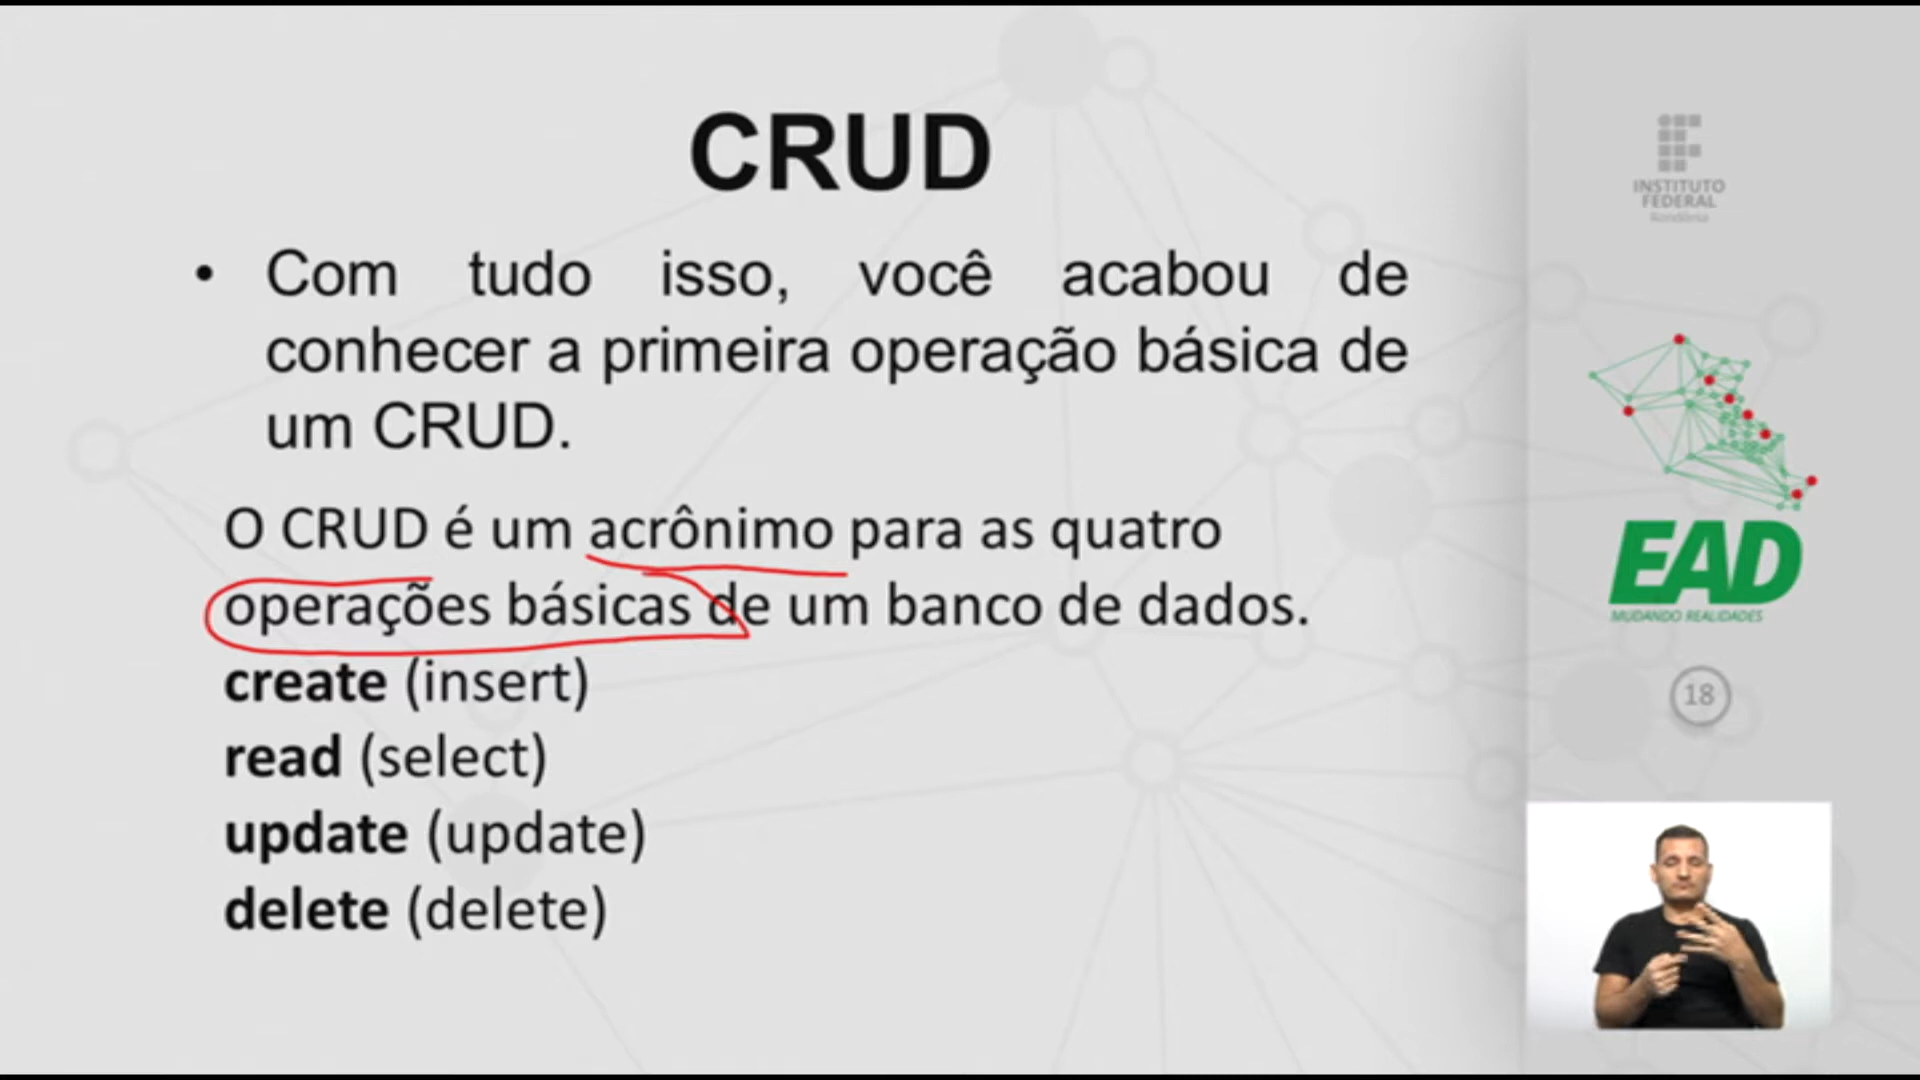 CRUD
• Com tudo isso, você acabou de
conhecer a primeira operação básica de
um CRUD.
O CRUD é um acrônimo para as quatro
operações básicas de um banco de dados.
create (insert)
read (select)
update (update)
delete (delete)
INSTITUTO
FEDERAL
Rondônia
EAD
MUDANDO REALIDADES
18